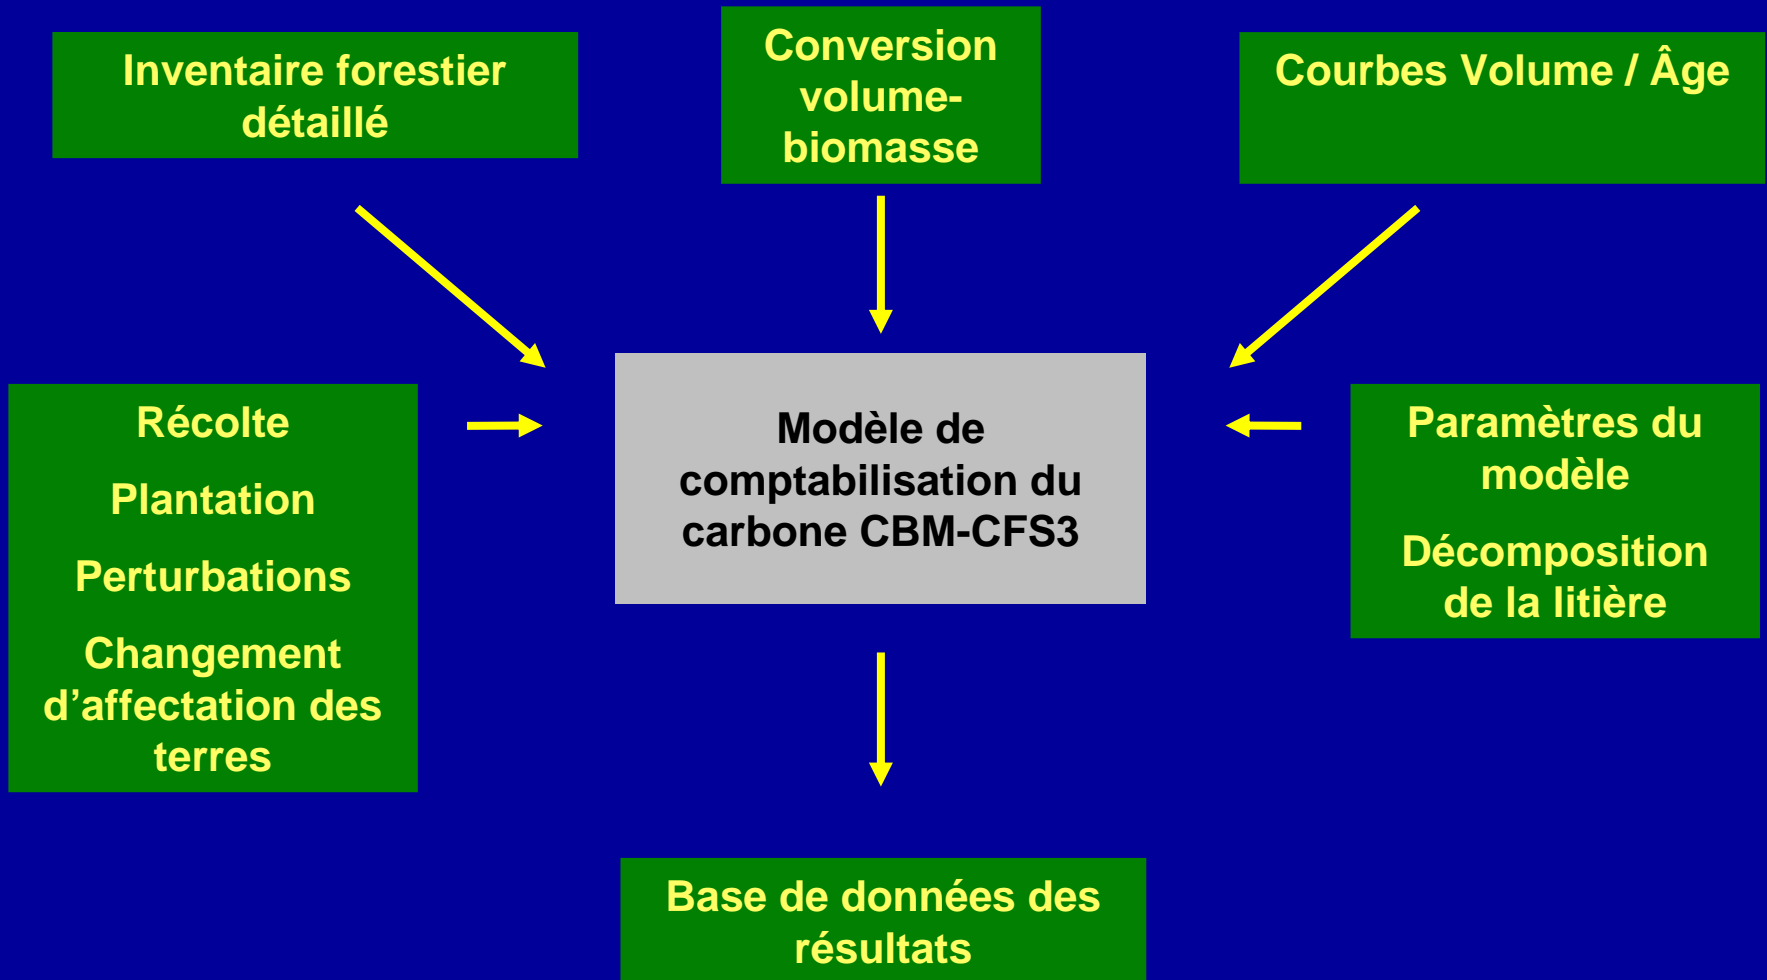 Inventaire forestier
détaillé
Conversion
volume-
biomasse
Courbes Volume / Âge
Récolte
Plantation
Perturbations
Changement
d’affectation des
terres
Modèle de
comptabilisation du
carbone CBM-CFS3
Paramètres du
modèle
Décomposition
de la litière
Base de données des
résultats